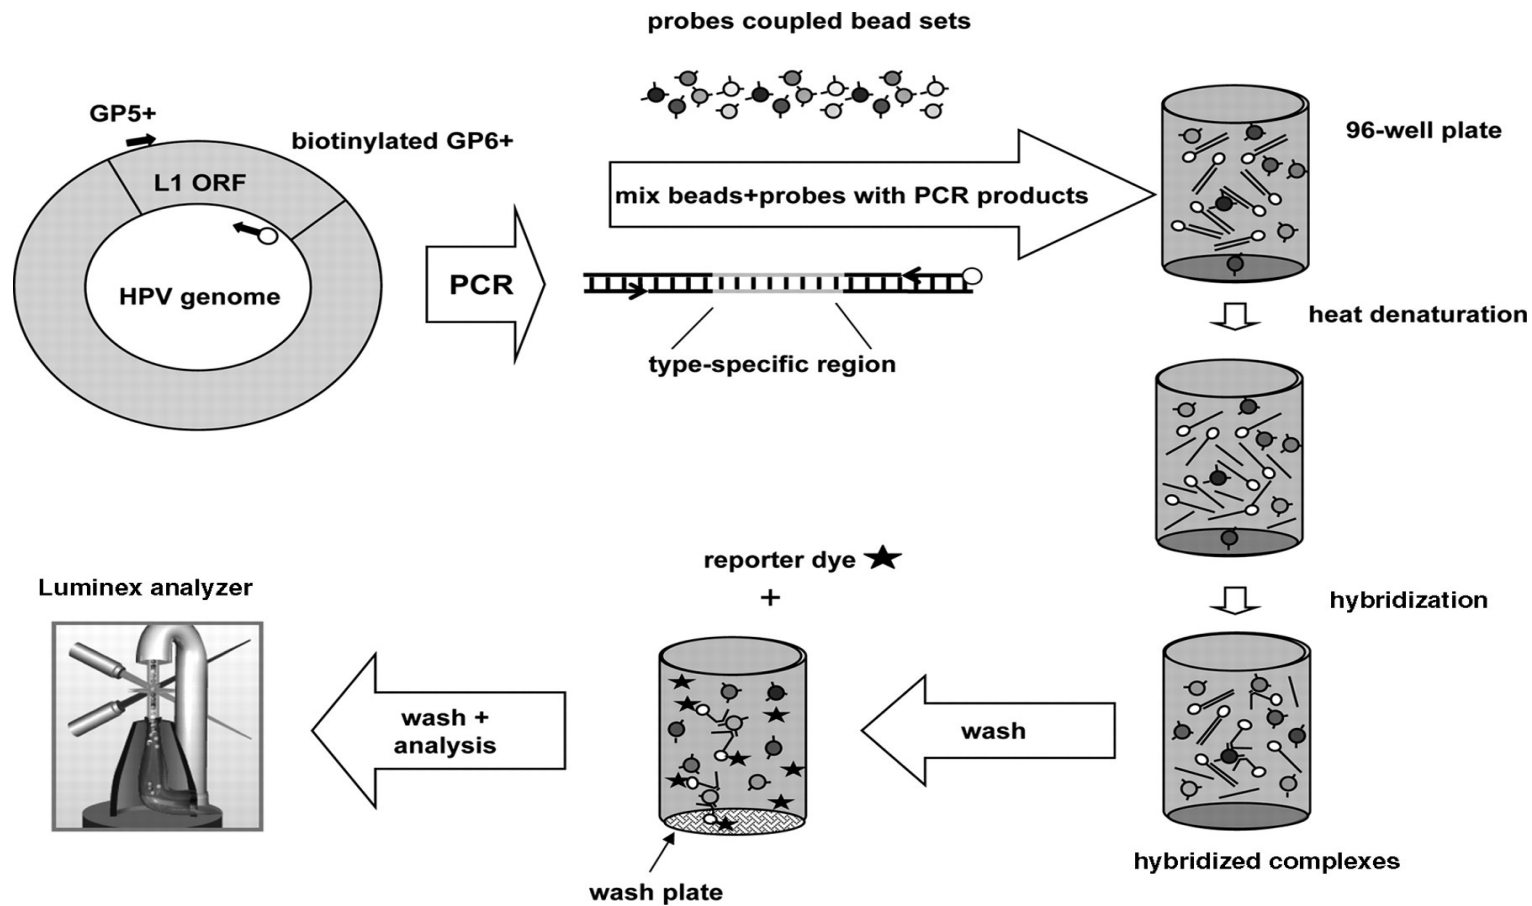 probes coupled bead sets
GP5+
biotinylated GP6+
L1 ORF
HPV genome
PCR
mix beads+probes with PCR products
type-specific region
96-well plate
heat denaturation
hybridization
hybridized complexes
wash
reporter dye ★
+
wash plate
wash +
analysis
Luminex analyzer